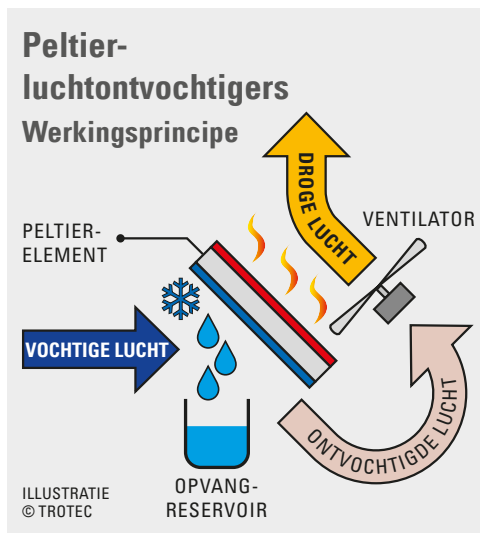 Peltier-
luchtontvochtigers
Werkingsprincipe
DROGE LUCHT
VENTILATOR
PELTIER-
ELEMENT
VOCHTIGE LUCHT
ONTVOCHTIGDE LUCHT
OPVANG-
RESERVOIR
ILLUSTRATIE
© TROTEC